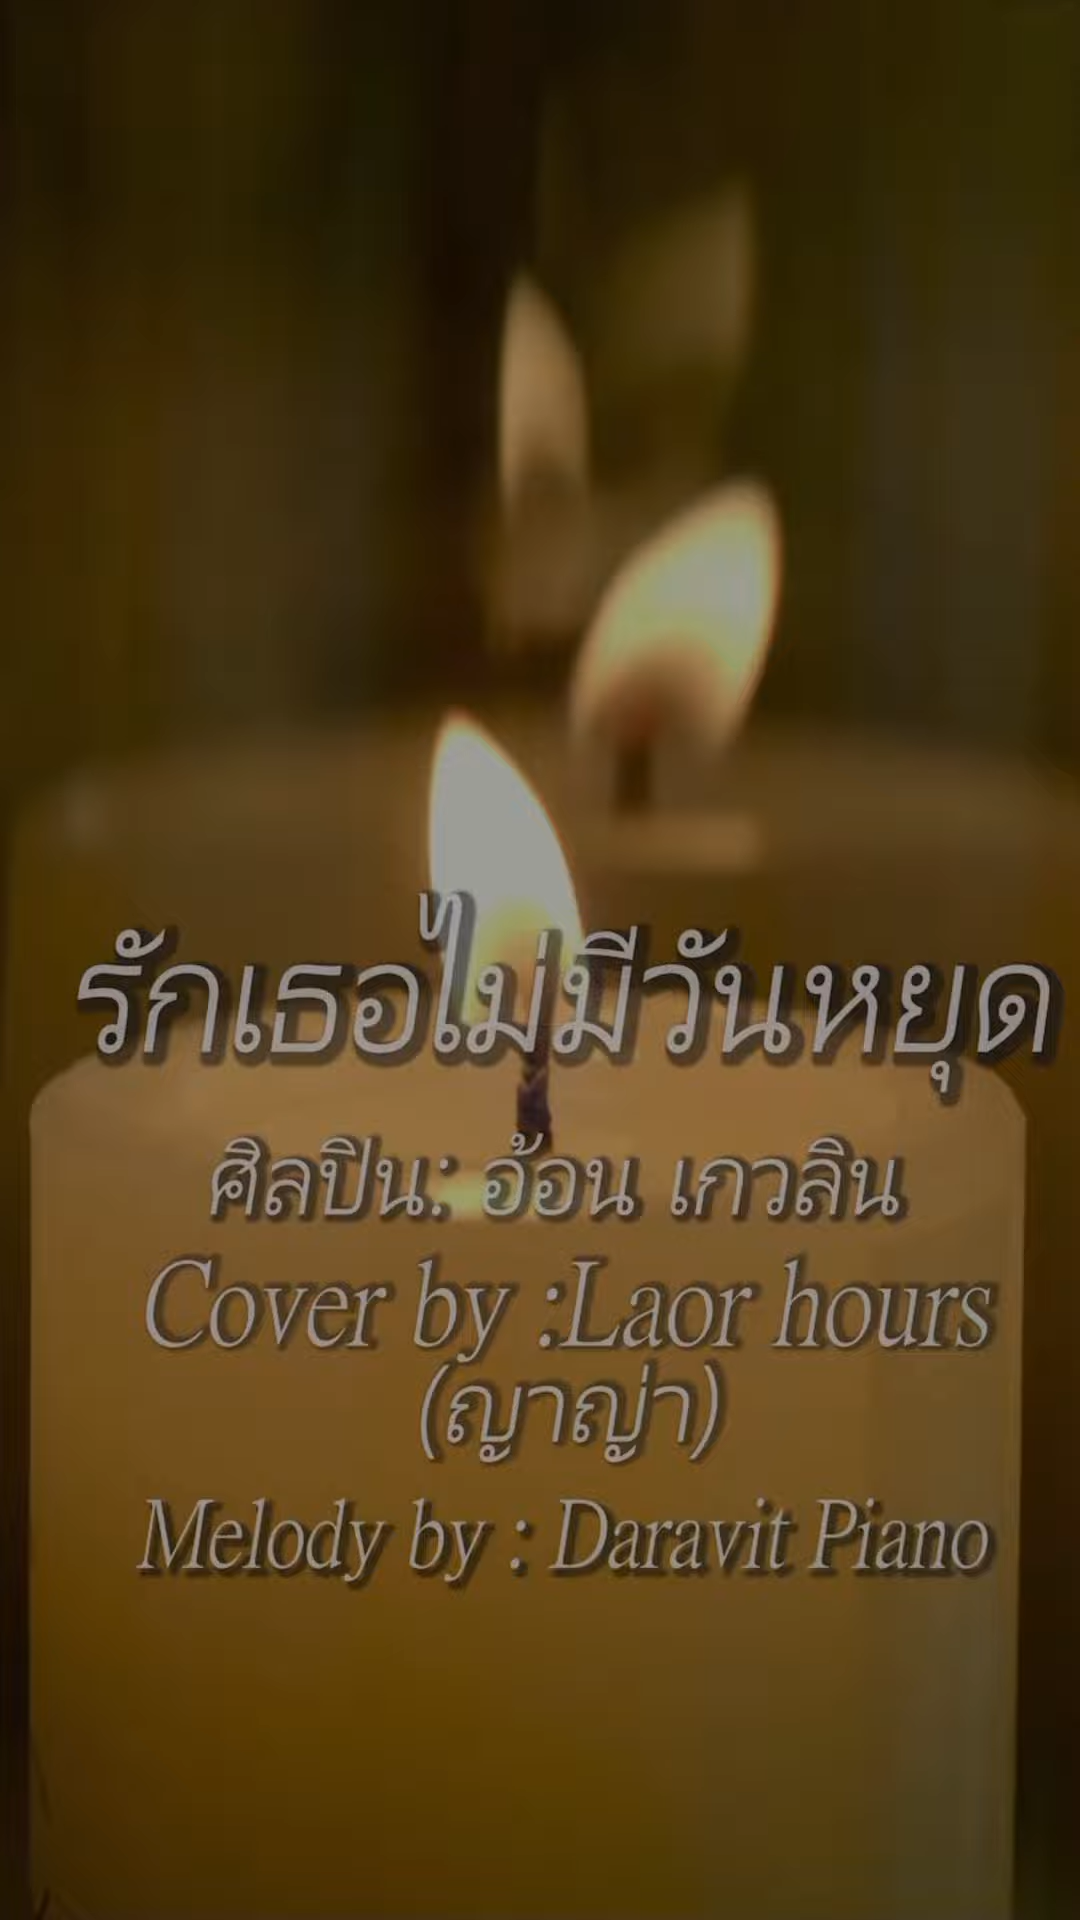 รักเธอไม่มีวันหยุด
ศิลปิน: อ้อน เกวลิน
Cover by :Laor hours
(ญาญ่า)
Melody by : Daravit Piano